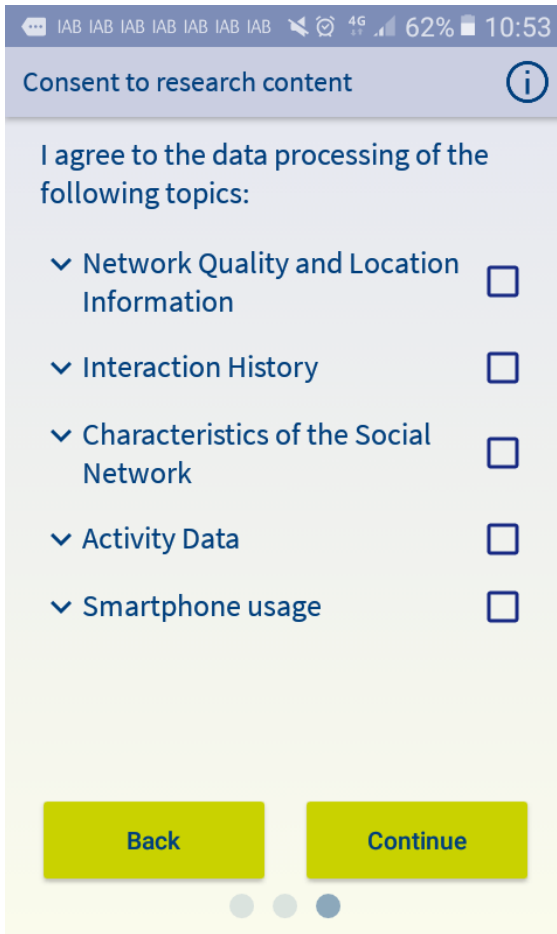 IAB IAB IAB IAB IAB IAB IAB 4G 62% 10:53
Consent to research content
I agree to the data processing of the
following topics:
Network Quality and Location
Information
Interaction History
Characteristics of the Social
Network
Activity Data
Smartphone usage
Back Continue